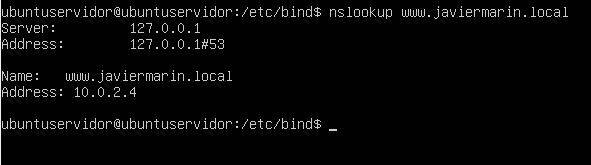 ubuntuservidor@ubuntuservidor:/etc/bind$ nslookup www.javiermarin.local
Server:         127.0.0.1
Address:        127.0.0.1#53

Name:   www.javiermarin.local
Address: 10.0.2.4

ubuntuservidor@ubuntuservidor:/etc/bind$ _